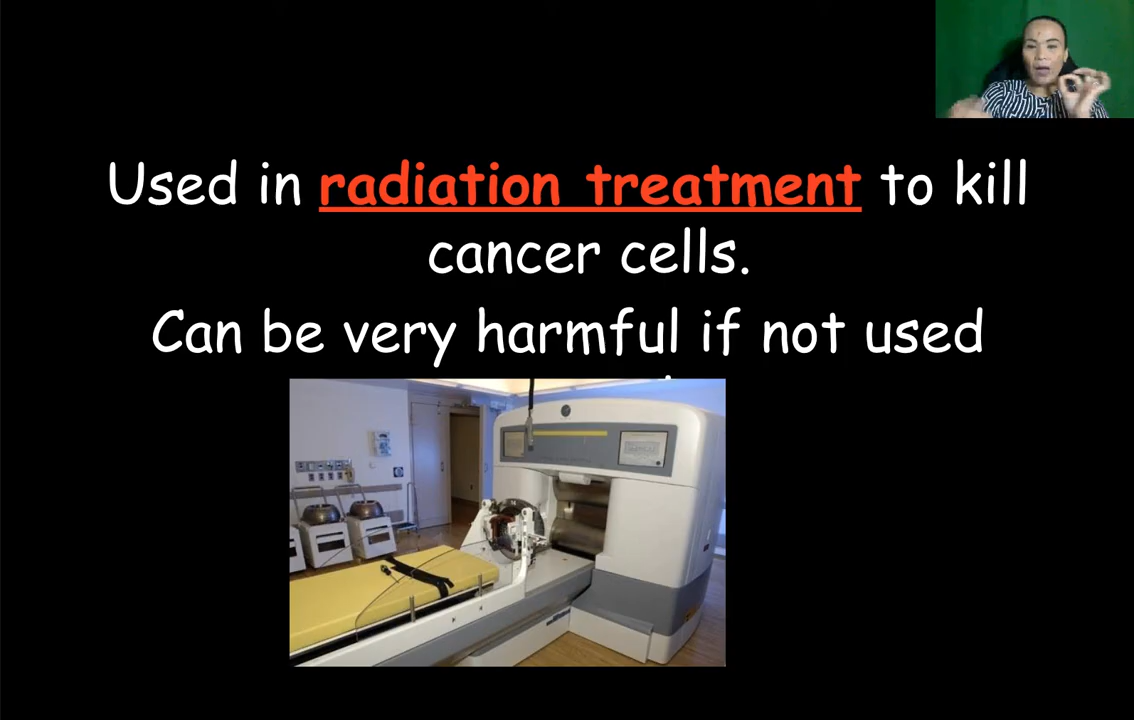 Used in radiation treatment to kill
cancer cells.
Can be very harmful if not used